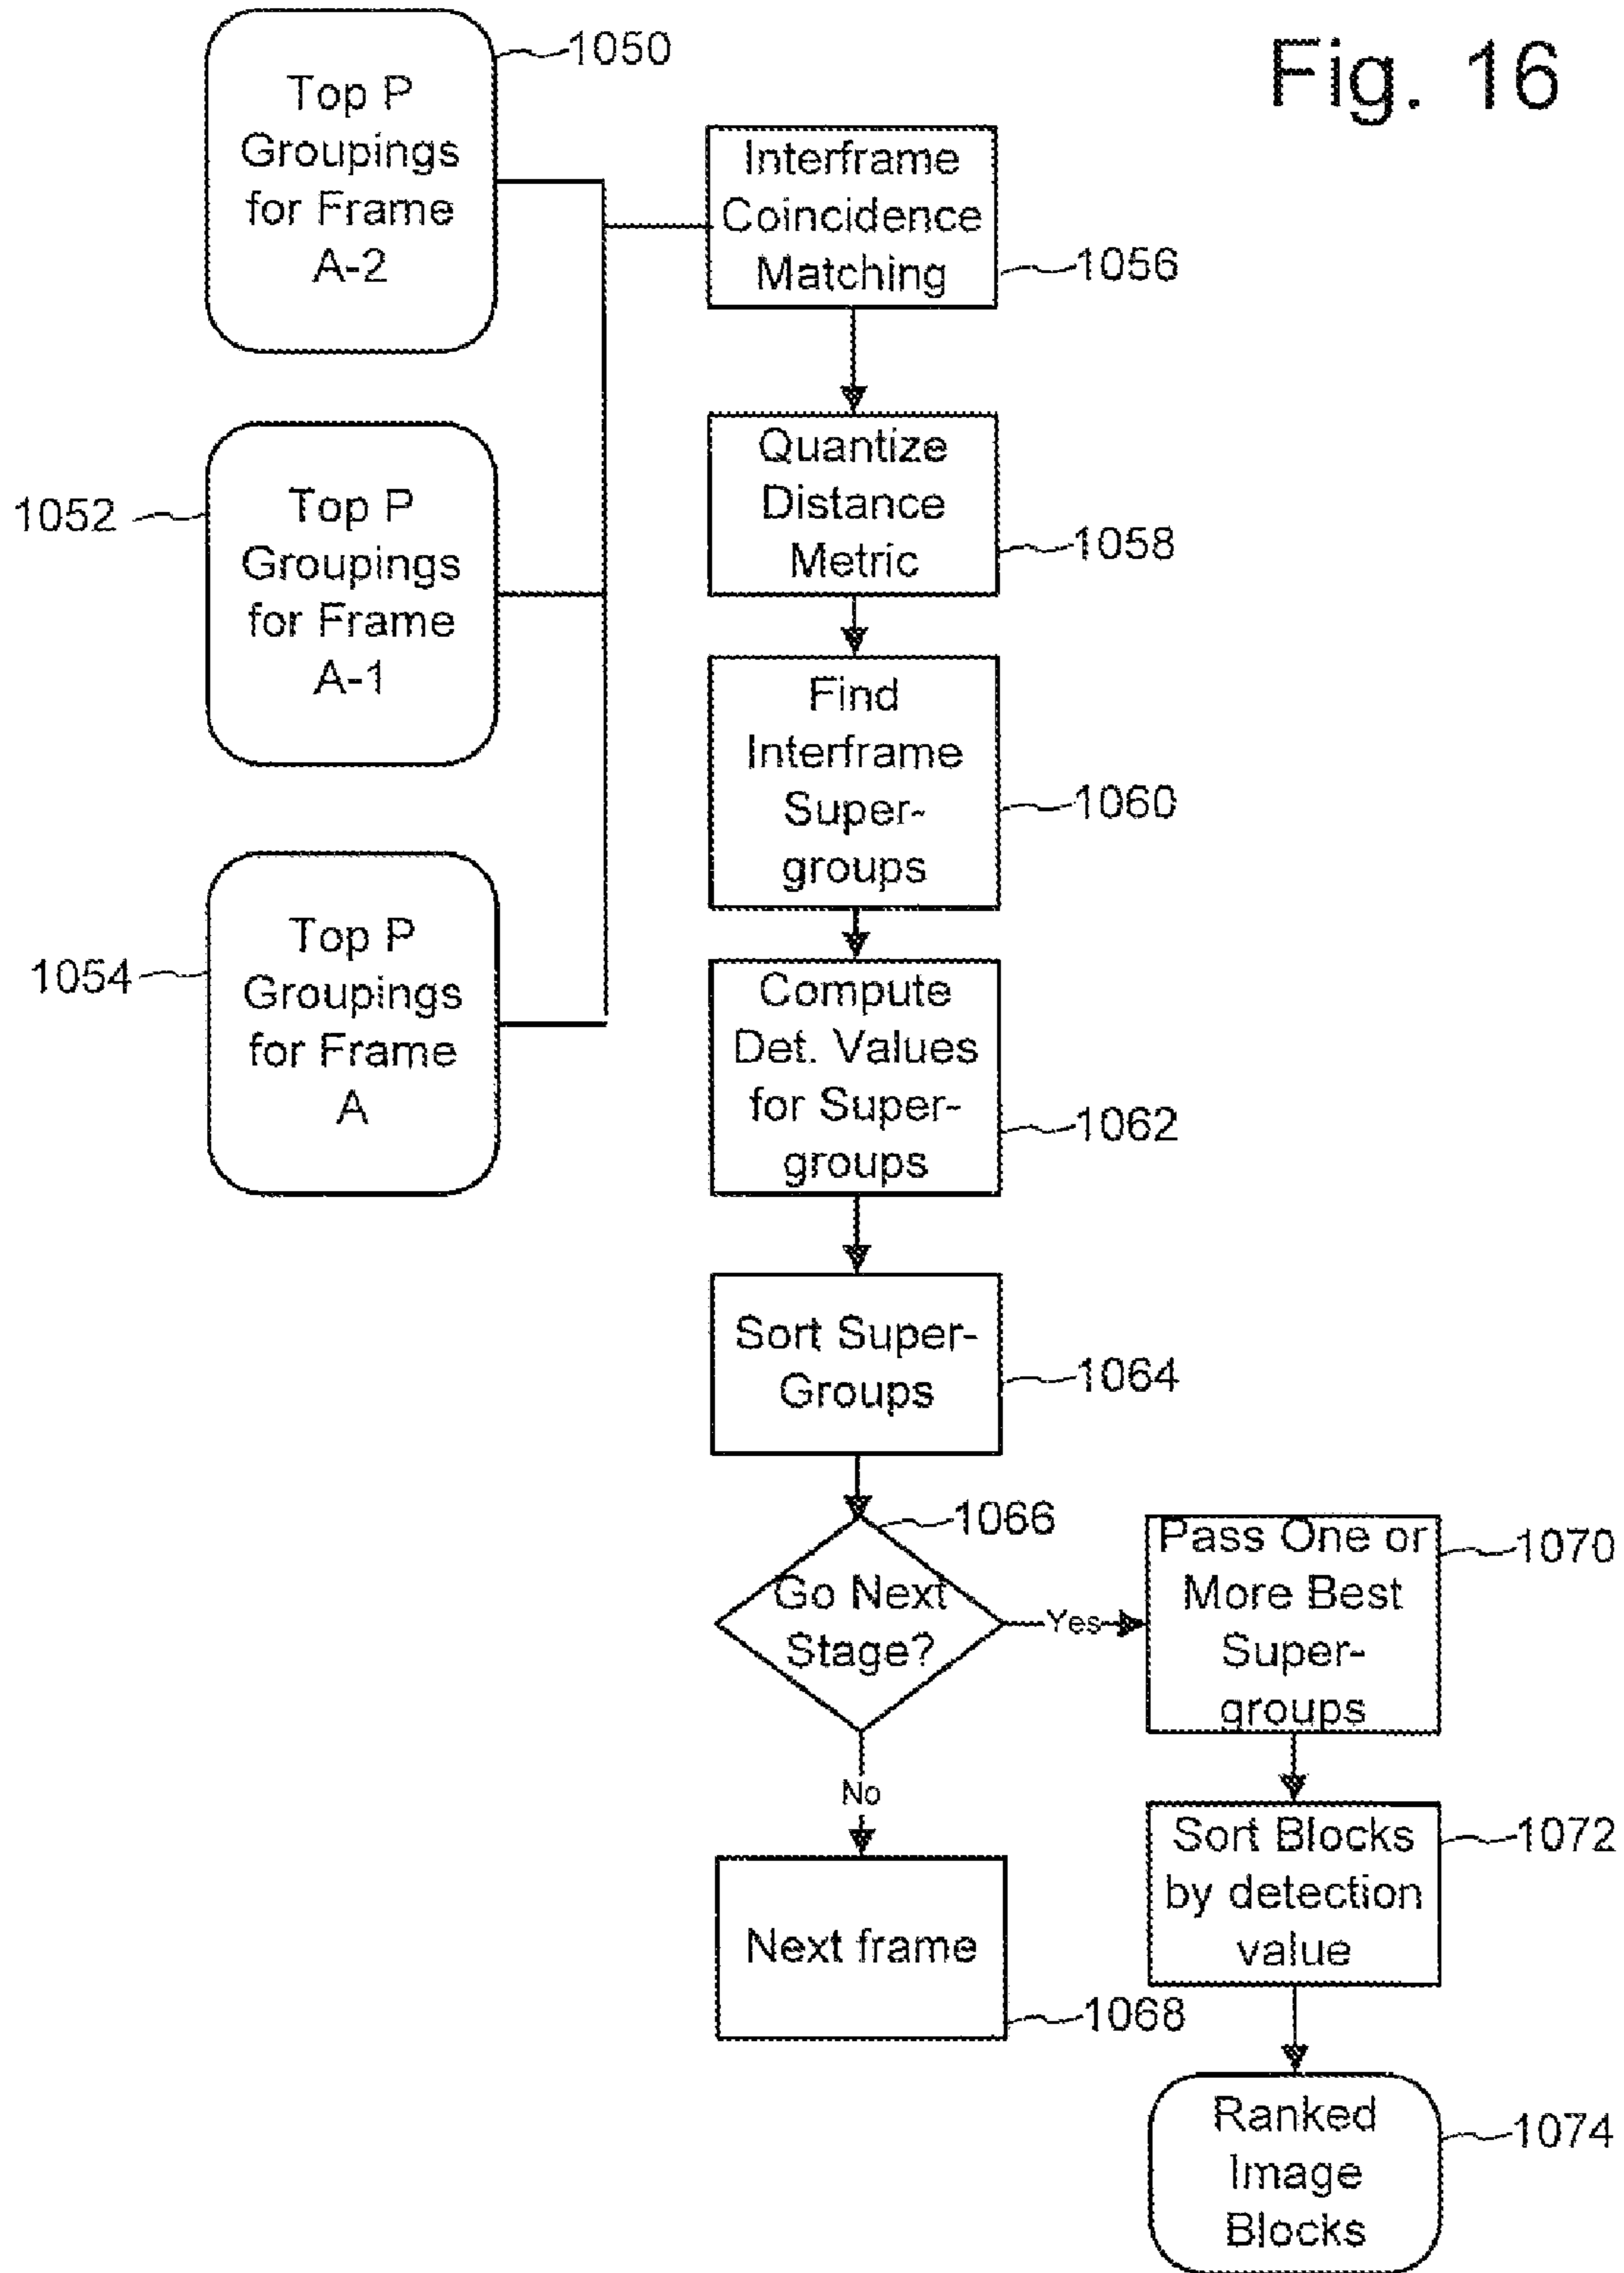 Fig. 16
1050
Top P
Groupings
for Frame
A-2
1052
Top P
Groupings
for Frame
A-1
1054
Top P
Groupings
for Frame
A
Interframe
Coincidence
Matching
1056
Quantize
Distance
Metric
1058
Find
Interframe
Super-
groups
1060
Compute
Det. Values
for Super-
groups
1062
Sort Super-
Groups
1064
1066
Go Next
Stage?
Yes
No
Next frame
1068
Pass One or
More Best
Super-
groups
1070
Sort Blocks
by detection
value
1072
Ranked
Image
Blocks
1074